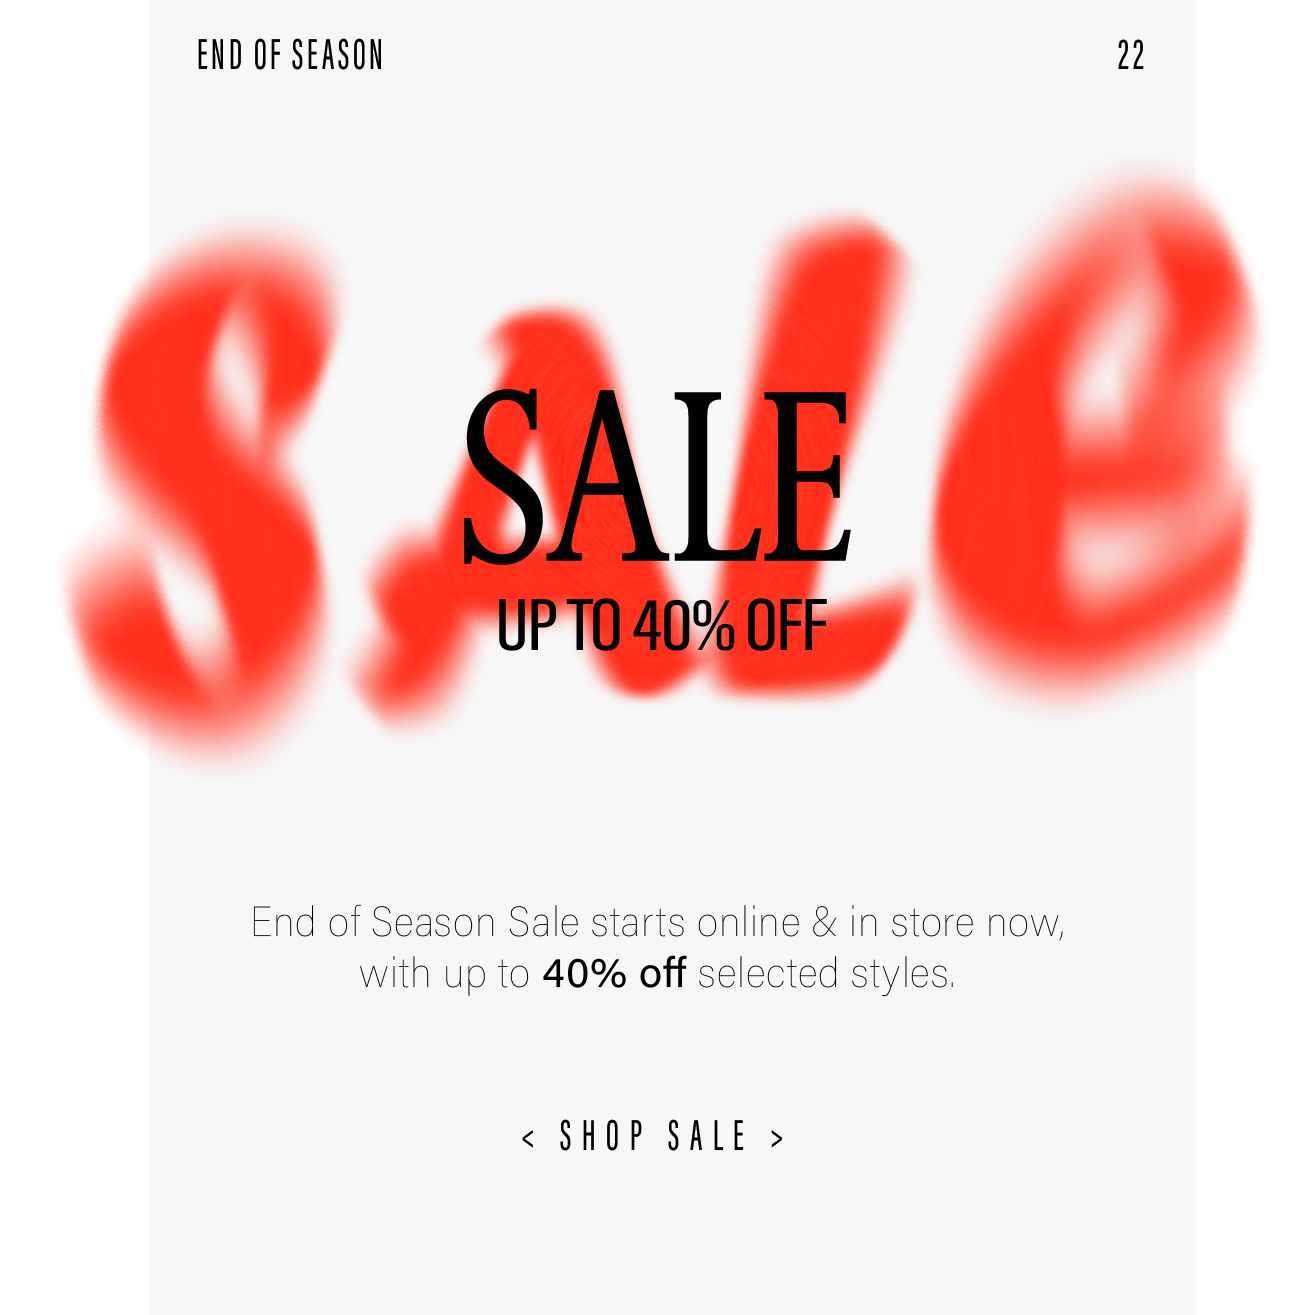 END OF SEASON 22
SALE
SALE
UP TO 40% OFF
End of Season Sale starts online & in store now,
with up to 40% off selected styles.
< SHOP SALE >